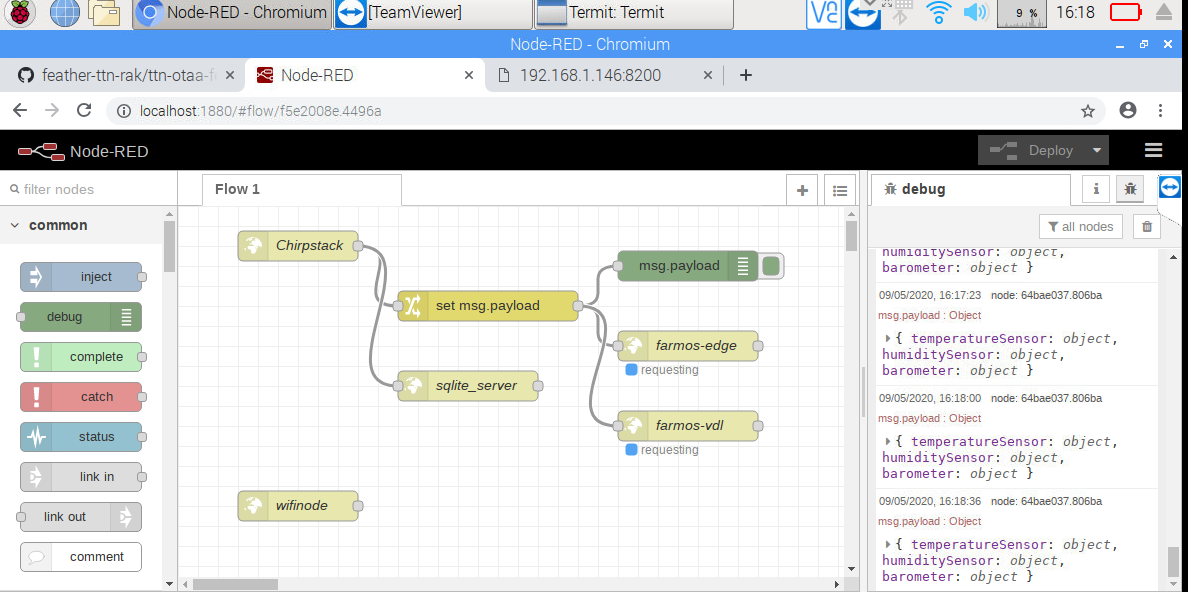 Node-RED - Chromium
[TeamViewer]
Termit: Termit
VE
9 %
16:18
Node-RED - Chromium
feather-ttn-rak/ttn-otaa-f
Node-RED
192.168.1.146:8200
localhost:1880/#flow/f5e2008e.4496a
Node-RED
Deploy
filter nodes
common
inject
debug
complete
catch
status
link in
link out
comment
Flow 1
Chirpstack
set msg.payload
sqlite_server
wifinode
msg.payload
farmos-edge
requesting
farmos-vdl
requesting
debug
i
all nodes
humiditySensor: object,
barometer: object }
09/05/2020, 16:17:23 node: 64bae037.806ba
msg.payload : Object
{ temperatureSensor: object,
humiditySensor: object,
barometer: object }
09/05/2020, 16:18:00 node: 64bae037.806ba
msg.payload : Object
{ temperatureSensor: object,
humiditySensor: object,
barometer: object }
09/05/2020, 16:18:36 node: 64bae037.806ba
msg.payload : Object
{ temperatureSensor: object,
humiditySensor: object,
barometer: object }